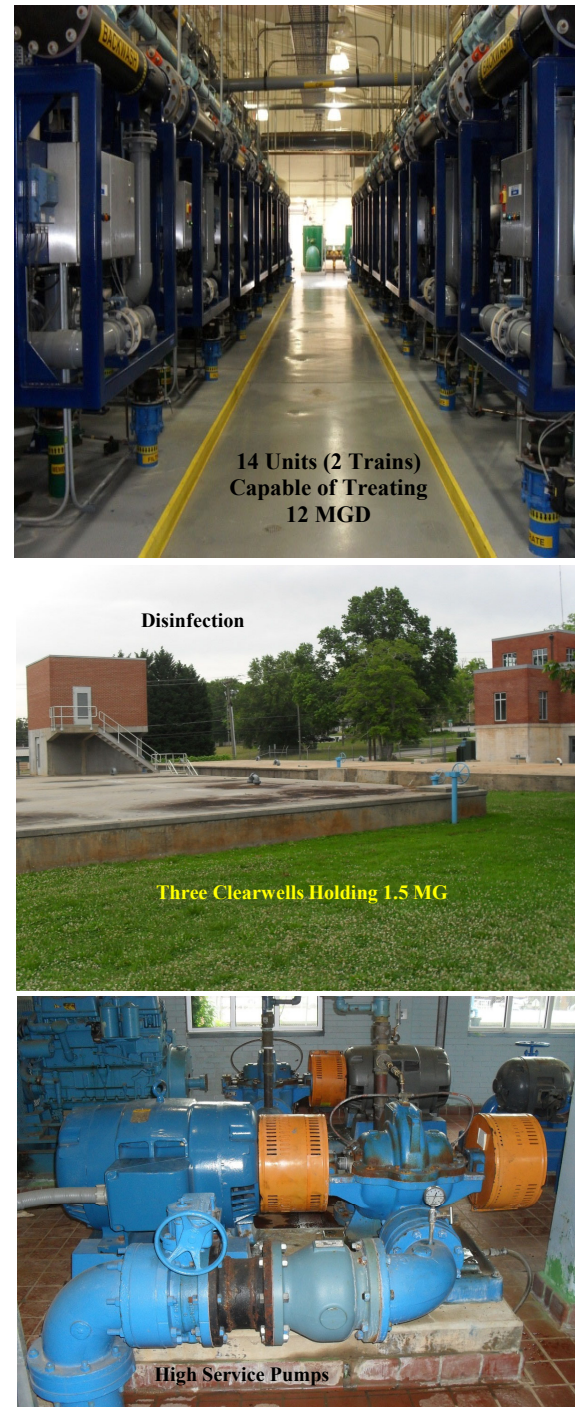 BACKWASH
BACKWASH
14 Units (2 Trains)
Capable of Treating
12 MGD
Disinfection
Three Clearwells Holding 1.5 MG
High Service Pumps